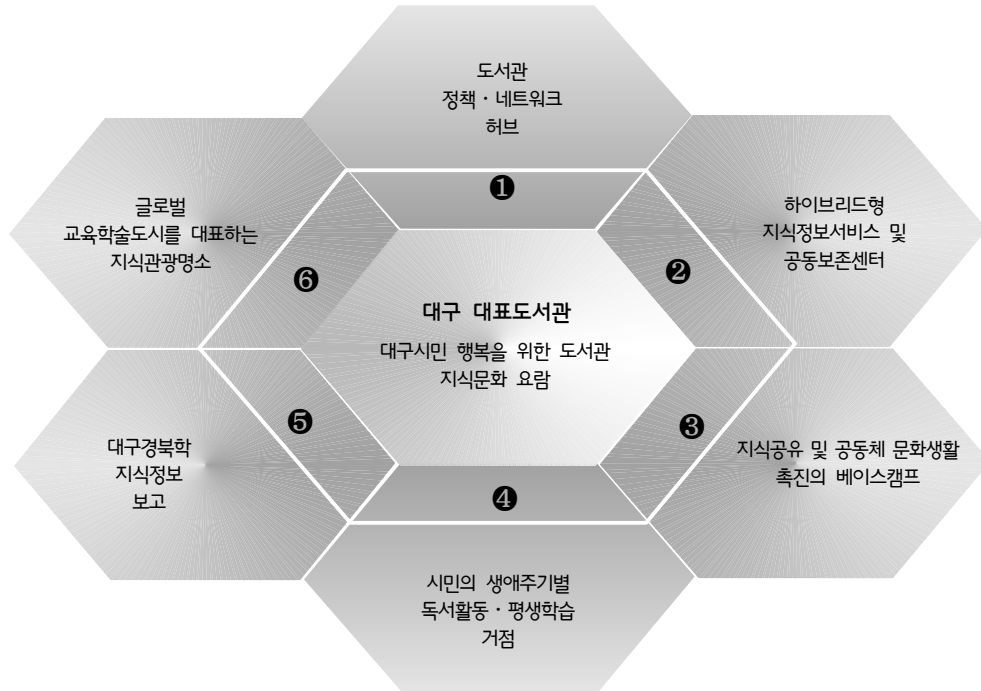 도서관
정책 · 네트워크
허브
❶
하이브리드형
지식정보서비스 및
공동보존센터
❷
지식공유 및 공동체 문화생활
촉진의 베이스캠프
❸
시민의 생애주기별
독서활동 · 평생학습
거점
❹
대구경북학
지식정보
보고
❺
글로벌
교육학술도시를 대표하는
지식관광명소
❻
대구 대표도서관
대구시민 행복을 위한 도서관
지식문화 요람